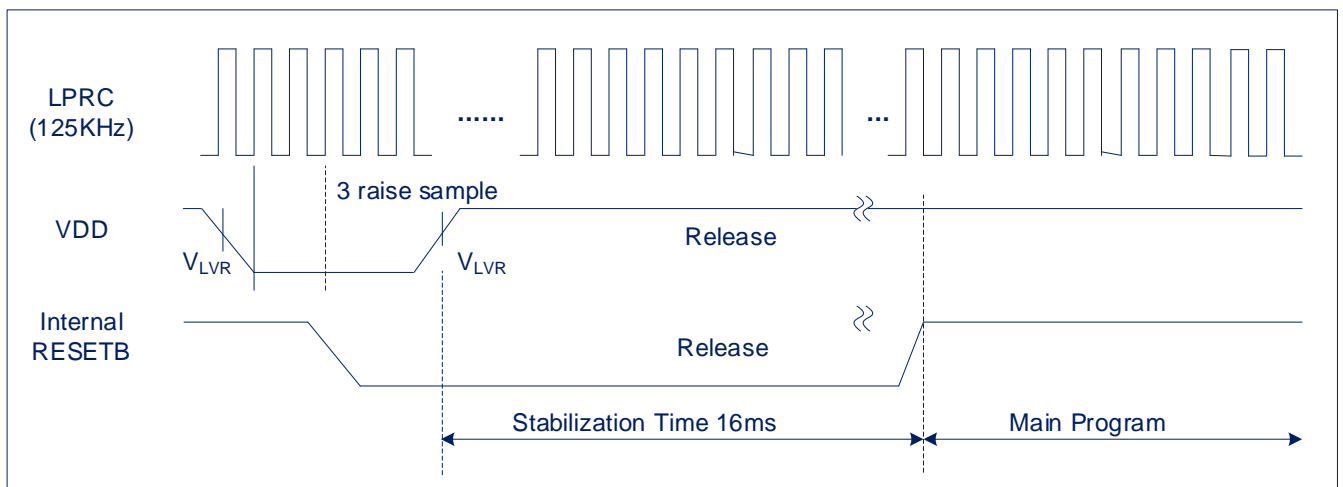 LPRC
(125KHz)
......
...
3 raise sample
VDD
Release
VLVR
VLVR
Internal
RESETB
Release
Stabilization Time 16ms
Main Program